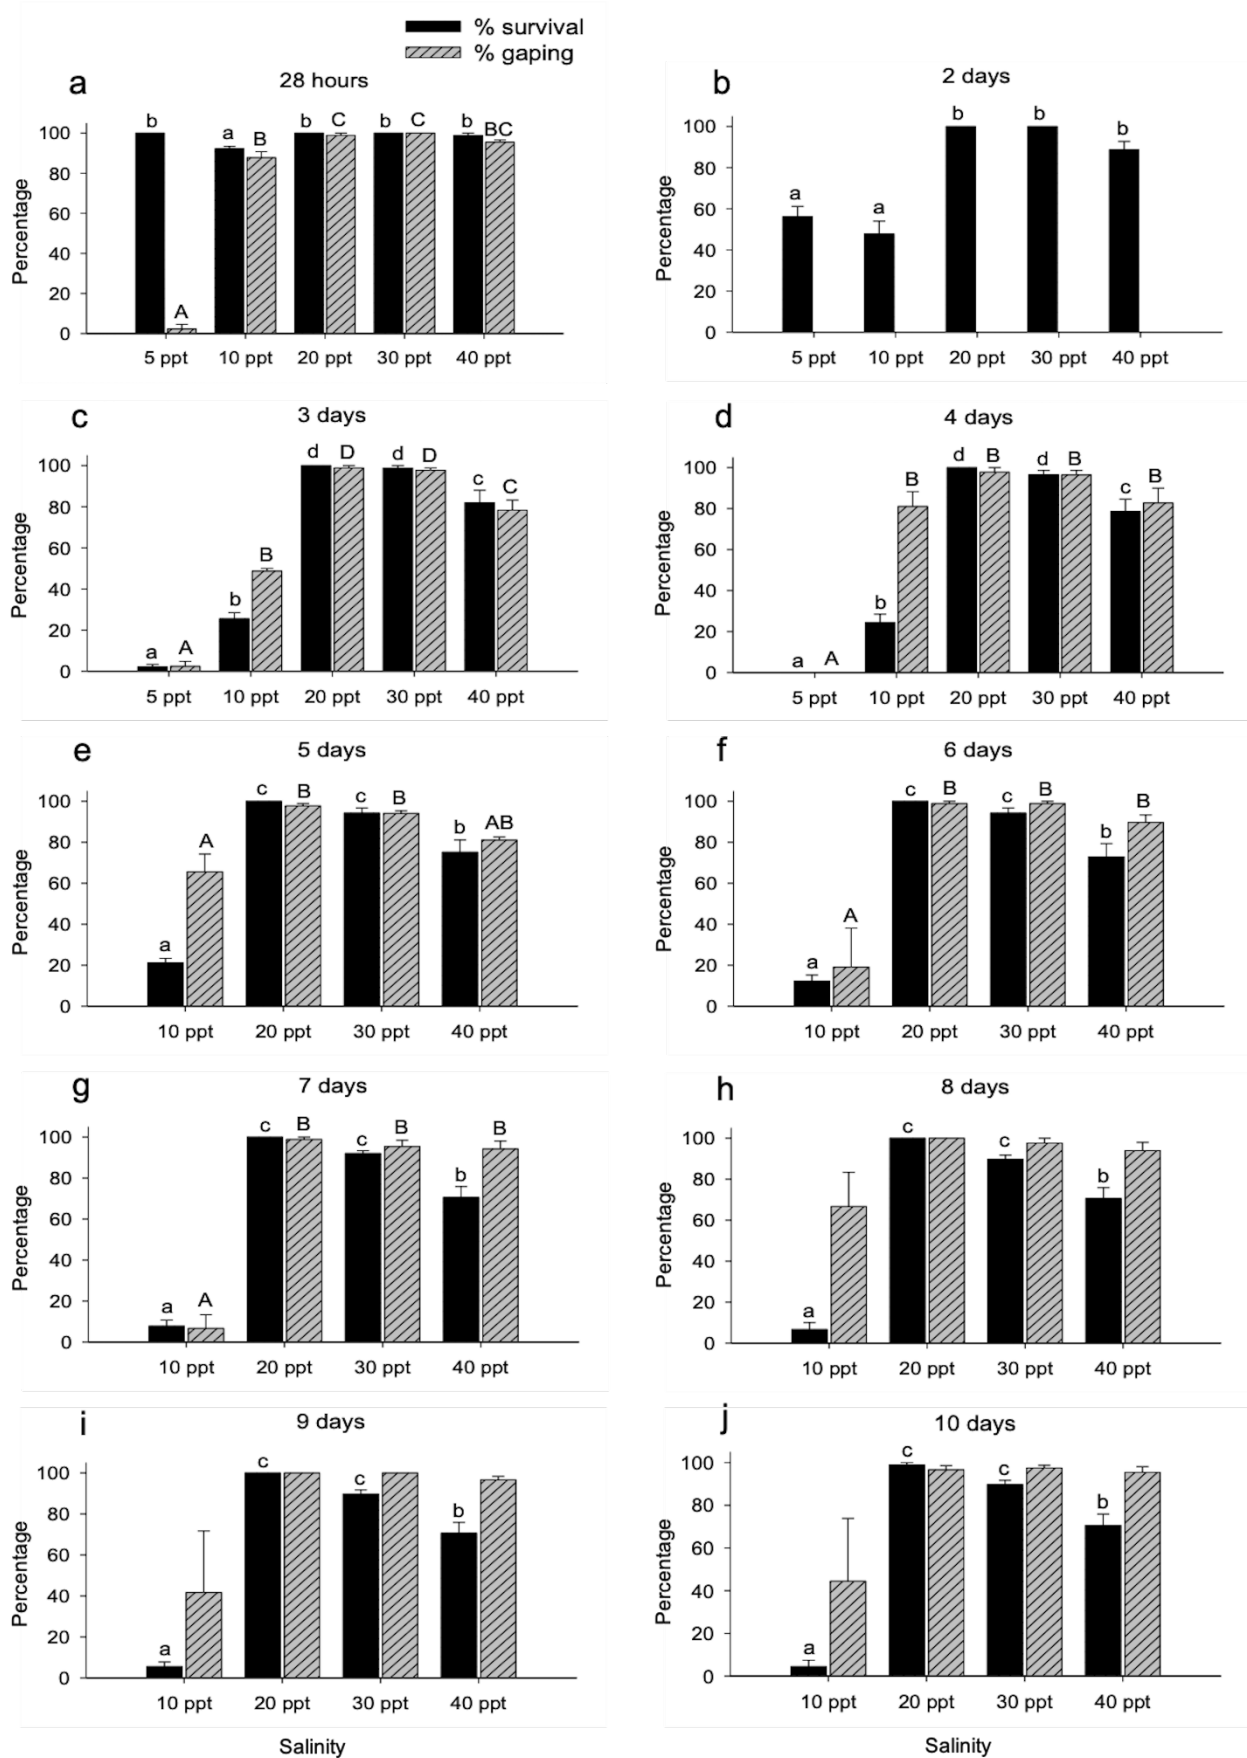 % survival
% gaping
a
28 hours
b
2 days
b
a
B
b
C
b
C
b
BC
A
100
80
60
40
20
0
Percentage
5 ppt
10 ppt
20 ppt
30 ppt
40 ppt
a
a
b
b
b
100
80
60
40
20
0
Percentage
5 ppt
10 ppt
20 ppt
30 ppt
40 ppt
c
3 days
a
A
b
B
d
D
d
D
c
C
100
80
60
40
20
0
Percentage
5 ppt
10 ppt
20 ppt
30 ppt
40 ppt
d
4 days
a
A
b
B
d
B
d
B
c
B
100
80
60
40
20
0
Percentage
5 ppt
10 ppt
20 ppt
30 ppt
40 ppt
e
5 days
a
A
c
B
c
B
b
AB
100
80
60
40
20
0
Percentage
10 ppt
20 ppt
30 ppt
40 ppt
f
6 days
a
A
c
B
c
B
b
B
100
80
60
40
20
0
Percentage
10 ppt
20 ppt
30 ppt
40 ppt
g
7 days
a
A
c
B
c
B
b
B
100
80
60
40
20
0
Percentage
10 ppt
20 ppt
30 ppt
40 ppt
h
8 days
a
c
c
b
100
80
60
40
20
0
Percentage
10 ppt
20 ppt
30 ppt
40 ppt
i
9 days
a
c
c
b
100
80
60
40
20
0
Percentage
10 ppt
20 ppt
30 ppt
40 ppt
Salinity
j
10 days
a
c
c
b
100
80
60
40
20
0
Percentage
10 ppt
20 ppt
30 ppt
40 ppt
Salinity